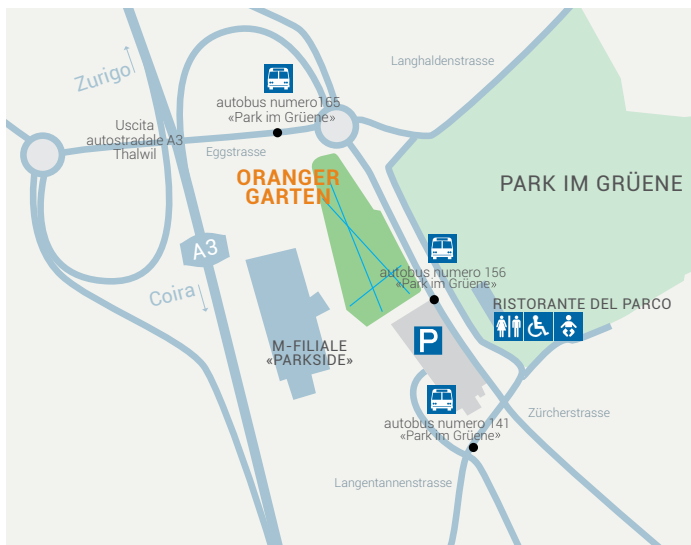 Zurigo
Langhaldenstrasse
autobus numero165
«Park im Grüene»
Uscita
autostradale A3
Thalwil
Eggstrasse
ORANGER
GARTEN
PARK IM GRÜENE
A3
autobus numero 156
«Park im Grüene»
Coira
RISTORANTE DEL PARCO
P
M-FILIALE
«PARKSIDE»
autobus numero 141
«Park im Grüene»
Zürcherstrasse
Langentannenstrasse